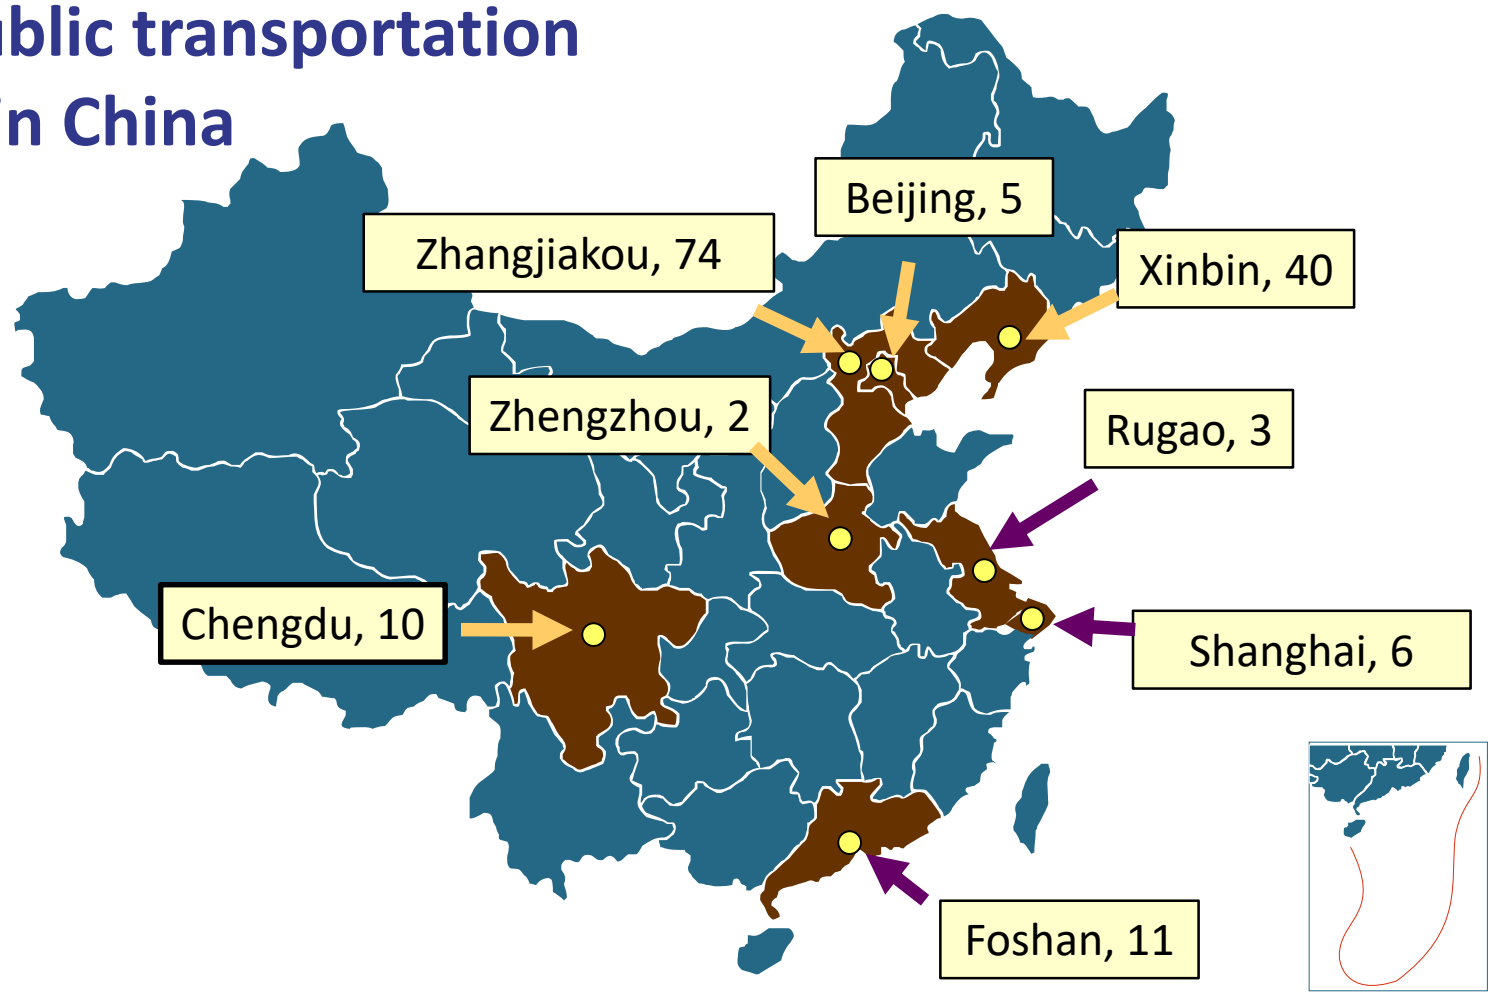 ublic transportation
in China
Beijing, 5
Zhangjiakou, 74
Xinbin, 40
Zhengzhou, 2
Rugao, 3
Chengdu, 10
Shanghai, 6
Foshan, 11